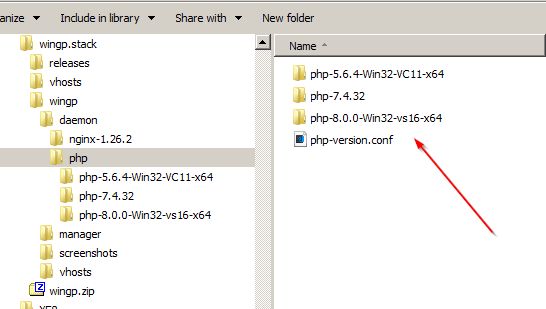 anize Include in library Share with New folder
wingp.stack
releases
vhosts
wingp
daemon
nginx-1.26.2
php
php-5.6.4-Win32-VC11-x64
php-7.4.32
php-8.0.0-Win32-vs16-x64
manager
screenshots
vhosts
wingp.zip
Name
php-5.6.4-Win32-VC11-x64
php-7.4.32
php-8.0.0-Win32-vs16-x64
php-version.conf